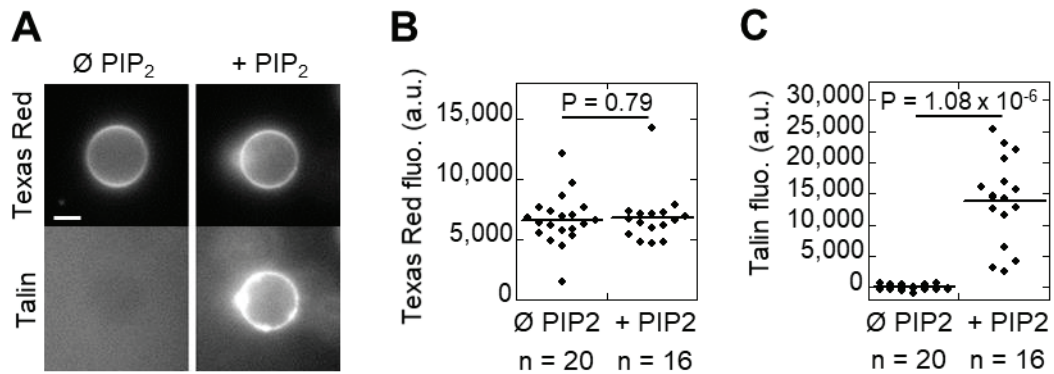 A
Ø PIP₂ + PIP₂
Texas Red
Talin
B
Texas Red fluo. (a.u.)
15,000
10,000
5,000
0
P = 0.79
Ø PIP2 + PIP2
n = 20 n = 16
C
Talin fluo. (a.u.)
30,000
25,000
20,000
15,000
10,000
5,000
0
P = 1.08 x 10⁻⁶
Ø PIP2 + PIP2
n = 20 n = 16